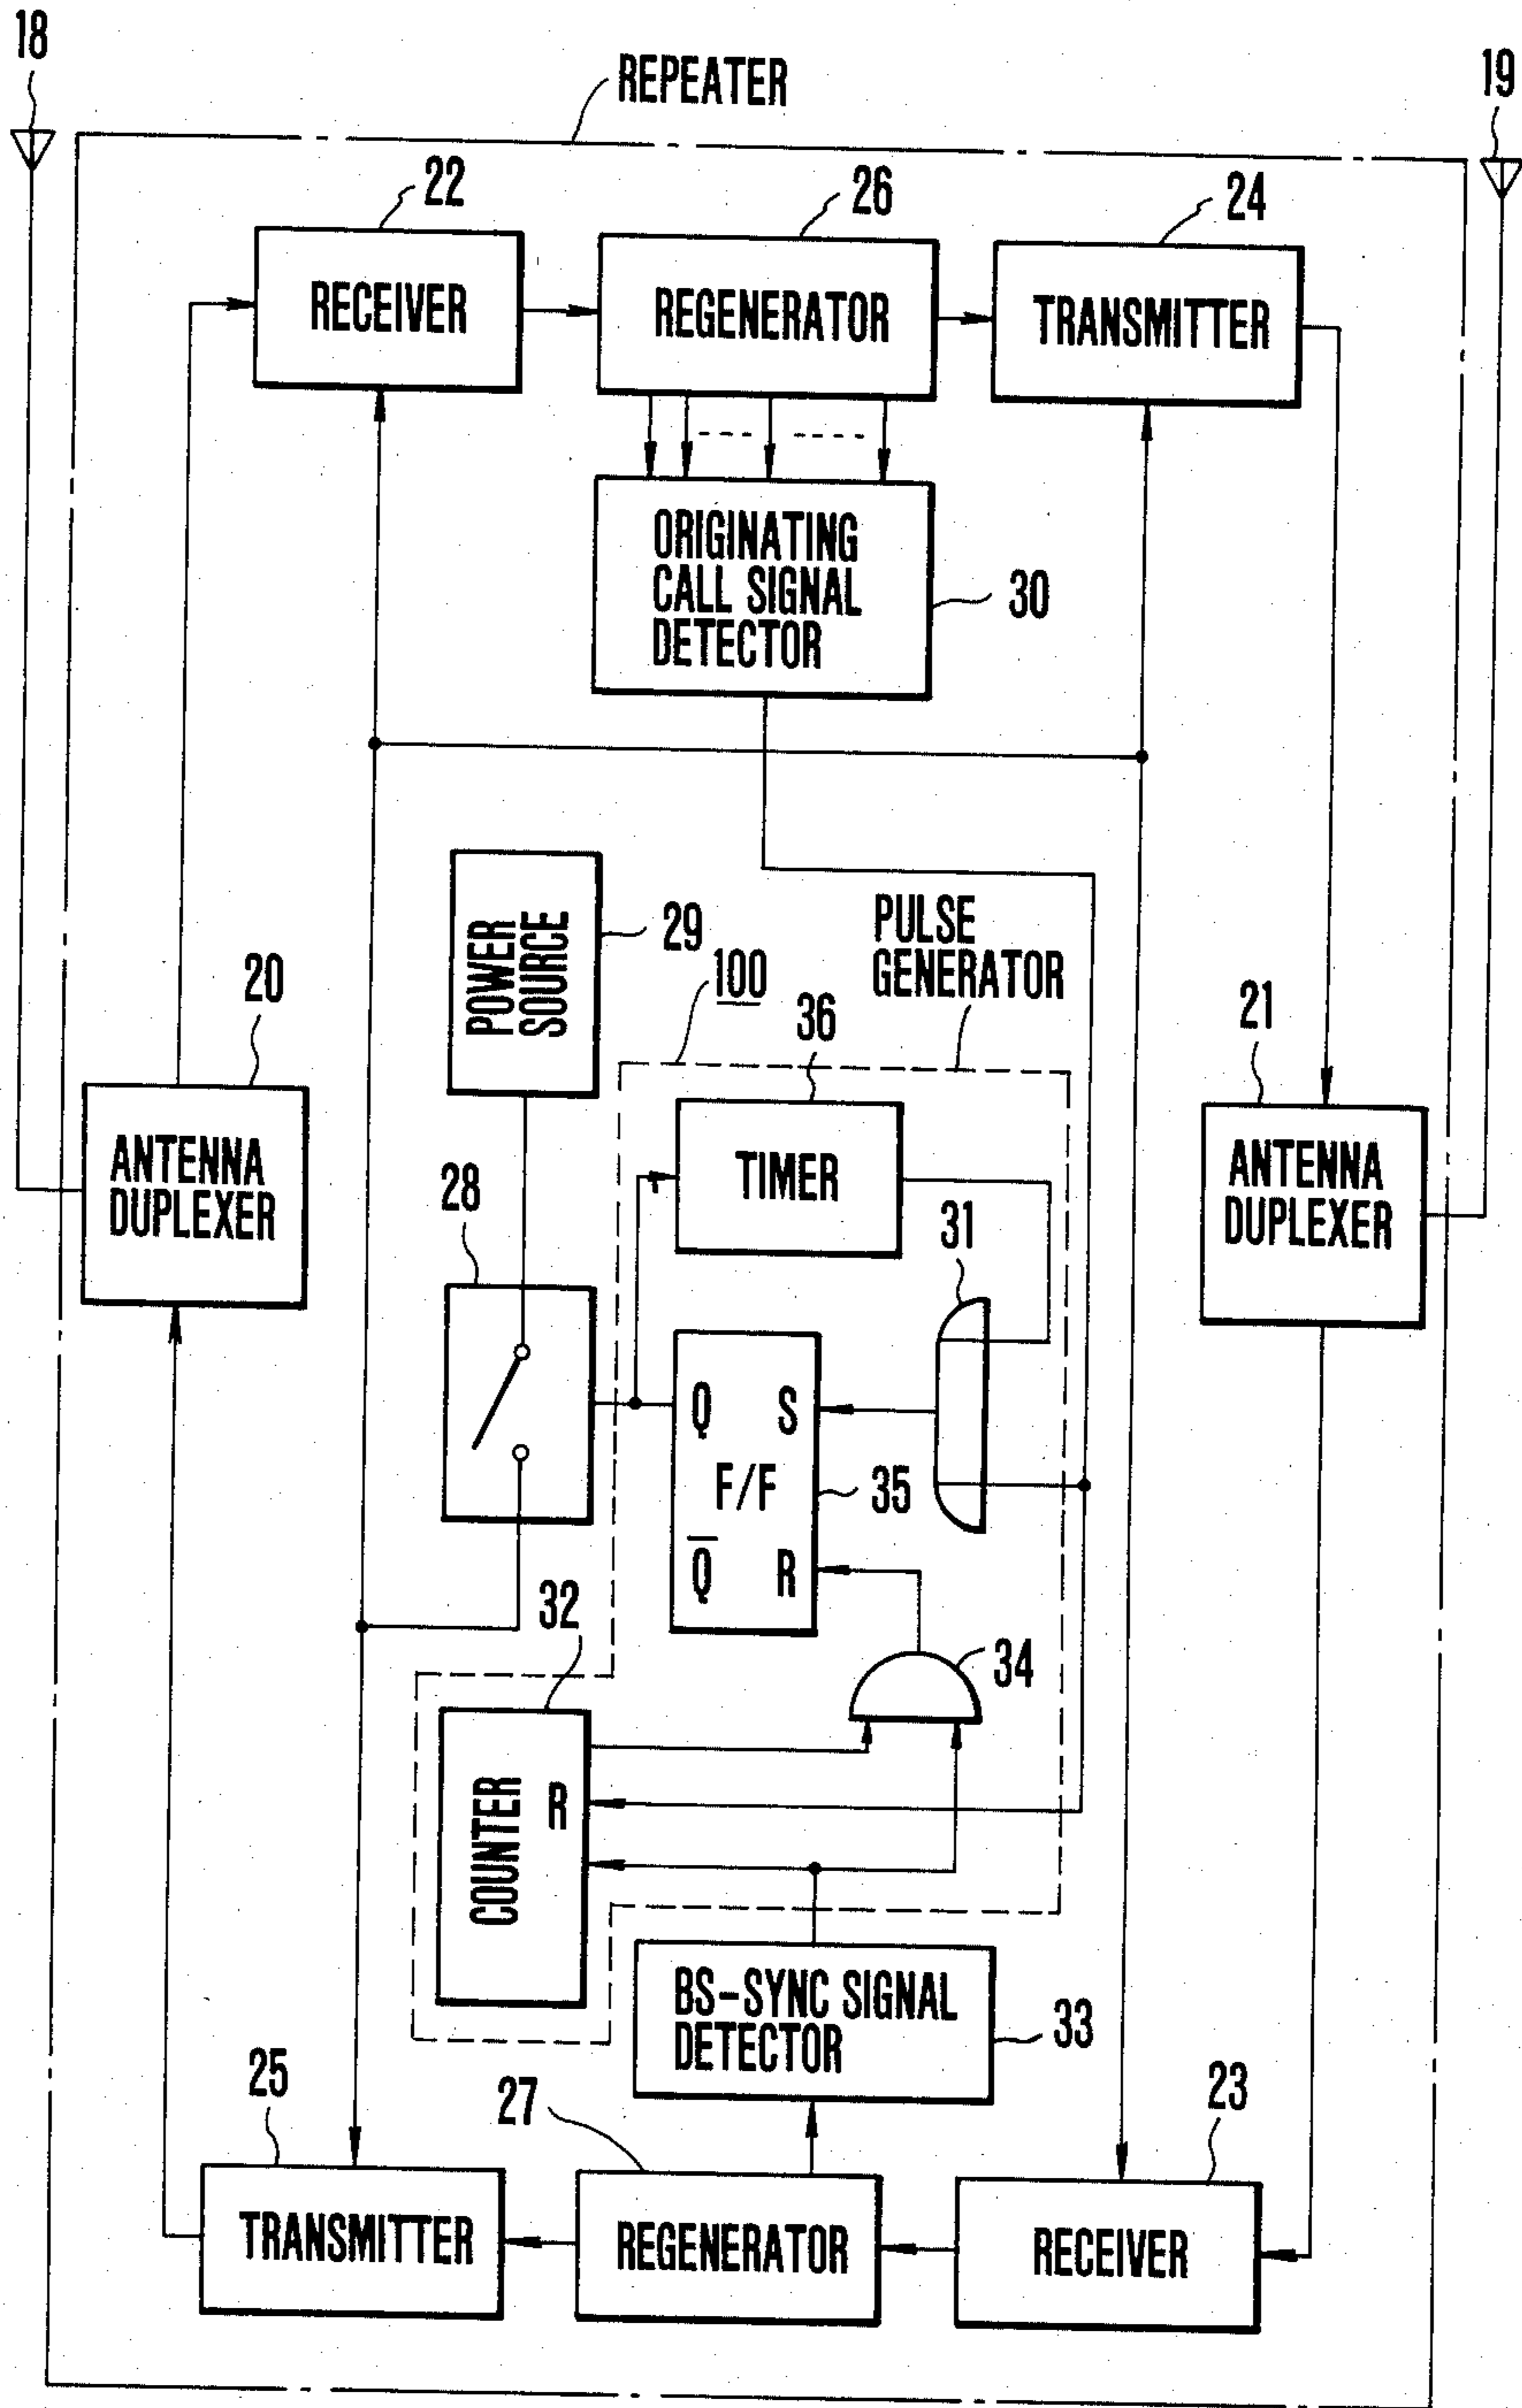 18
REPEATER
19
22
26
24
RECEIVER
REGENERATOR
TRANSMITTER
ORIGINATING
CALL SIGNAL
DETECTOR
30
POWER
SOURCE
29
PULSE
GENERATOR
100
36
20
21
ANTENNA
DUPLEXER
28
TIMER
31
ANTENNA
DUPLEXER
Q S
F/F
35
Q̅ R
32
34
COUNTER
R
BS-SYNC SIGNAL
DETECTOR
33
25
27
23
TRANSMITTER
REGENERATOR
RECEIVER